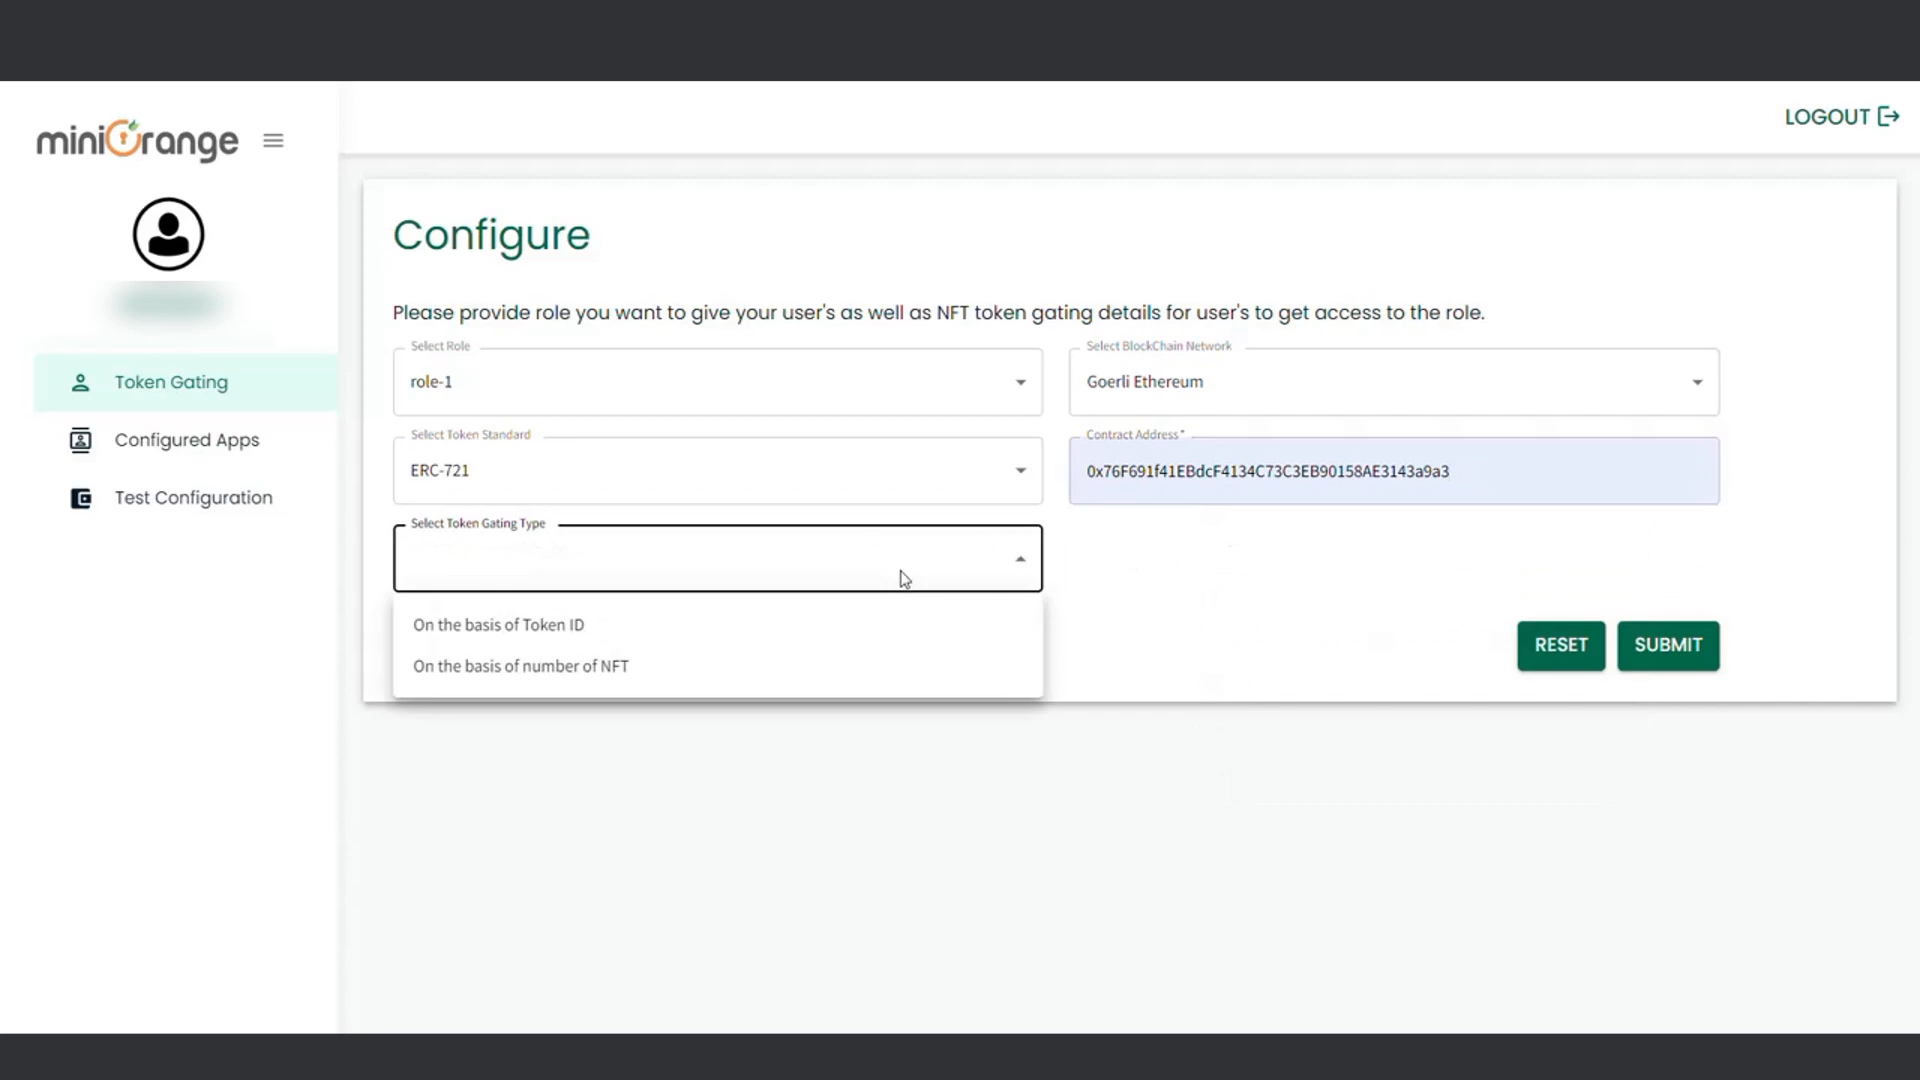 miniOrange
LOGOUT
Configure
Please provide role you want to give your user's as well as NFT token gating details for user's to get access to the role.
Select Role
role-1
Select BlockChain Network
Goerli Ethereum
Select Token Standard
ERC-721
Contract Address*
0x76F691f41EBdcF4134C73C3EB90158AE3143a9a3
Select Token Gating Type
On the basis of Token ID
On the basis of number of NFT
RESET
SUBMIT
Token Gating
Configured Apps
Test Configuration